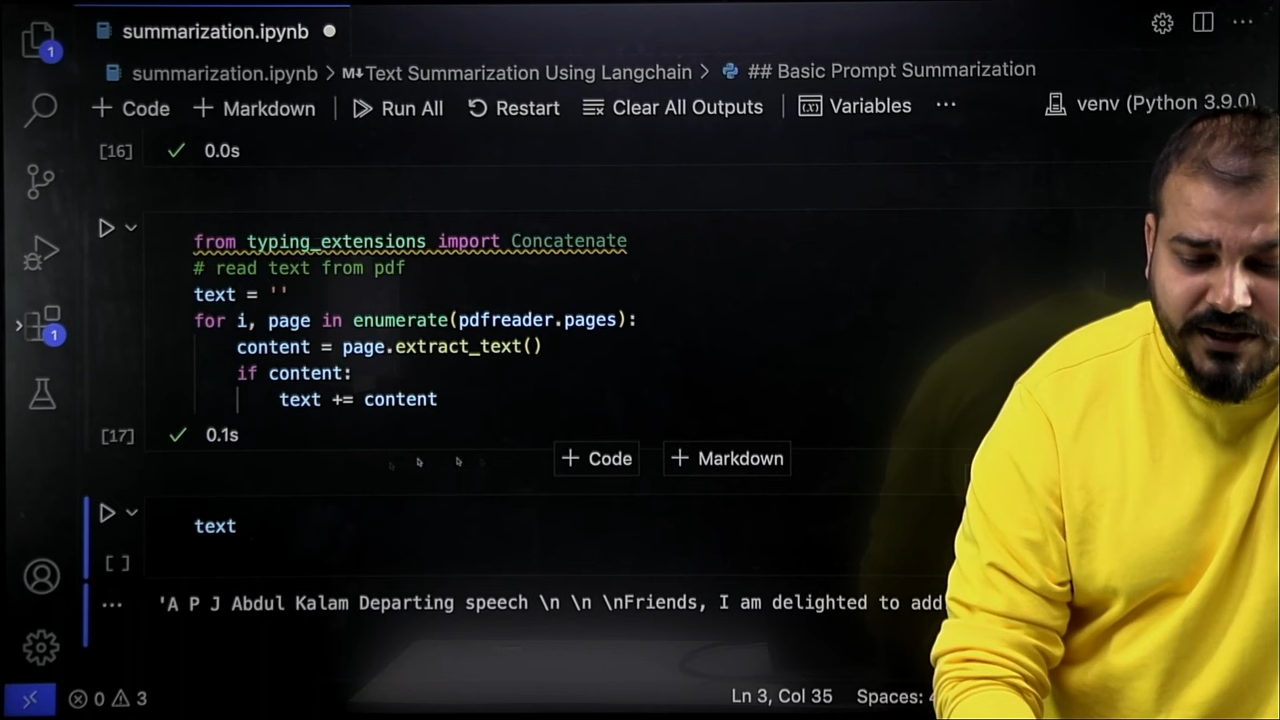 summarization.ipynb
1
summarization.ipynb > M↓Text Summarization Using Langchain > ## Basic Prompt Summarization
+ Code + Markdown | Run All Restart Clear All Outputs | Variables ... venv (Python 3.9.0)
[16] ✓ 0.0s
from typing_extensions import Concatenate
# read text from pdf
text = ''
for i, page in enumerate(pdfreader.pages):
content = page.extract_text()
1
if content:
text += content
[17] ✓ 0.1s
+ Code + Markdown
text
[ ]
... 'A P J Abdul Kalam Departing speech \n \n \nFriends, I am delighted to add
0 3 Ln 3, Col 35 Spaces: